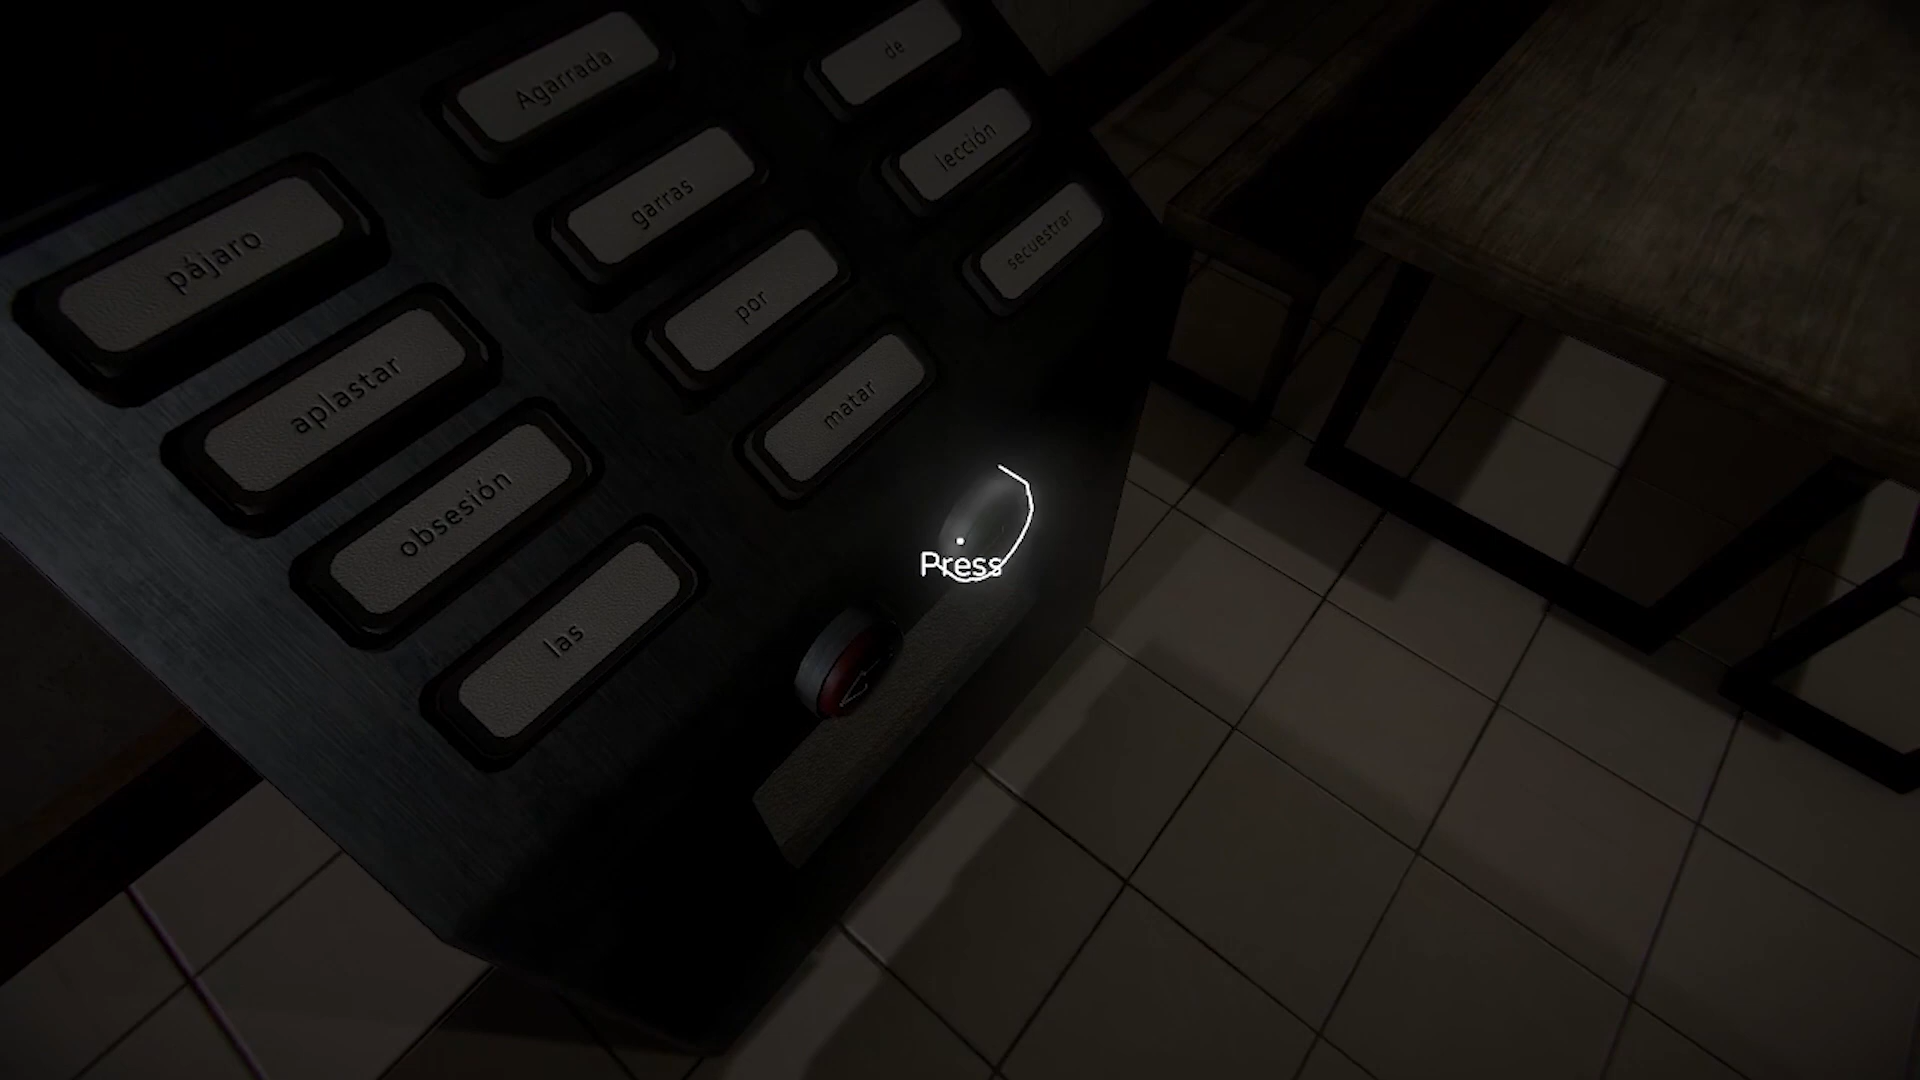 Agarrada
de
pájaro
garras
lección
aplastar
por
secuestrar
obsesión
matar
las
Press